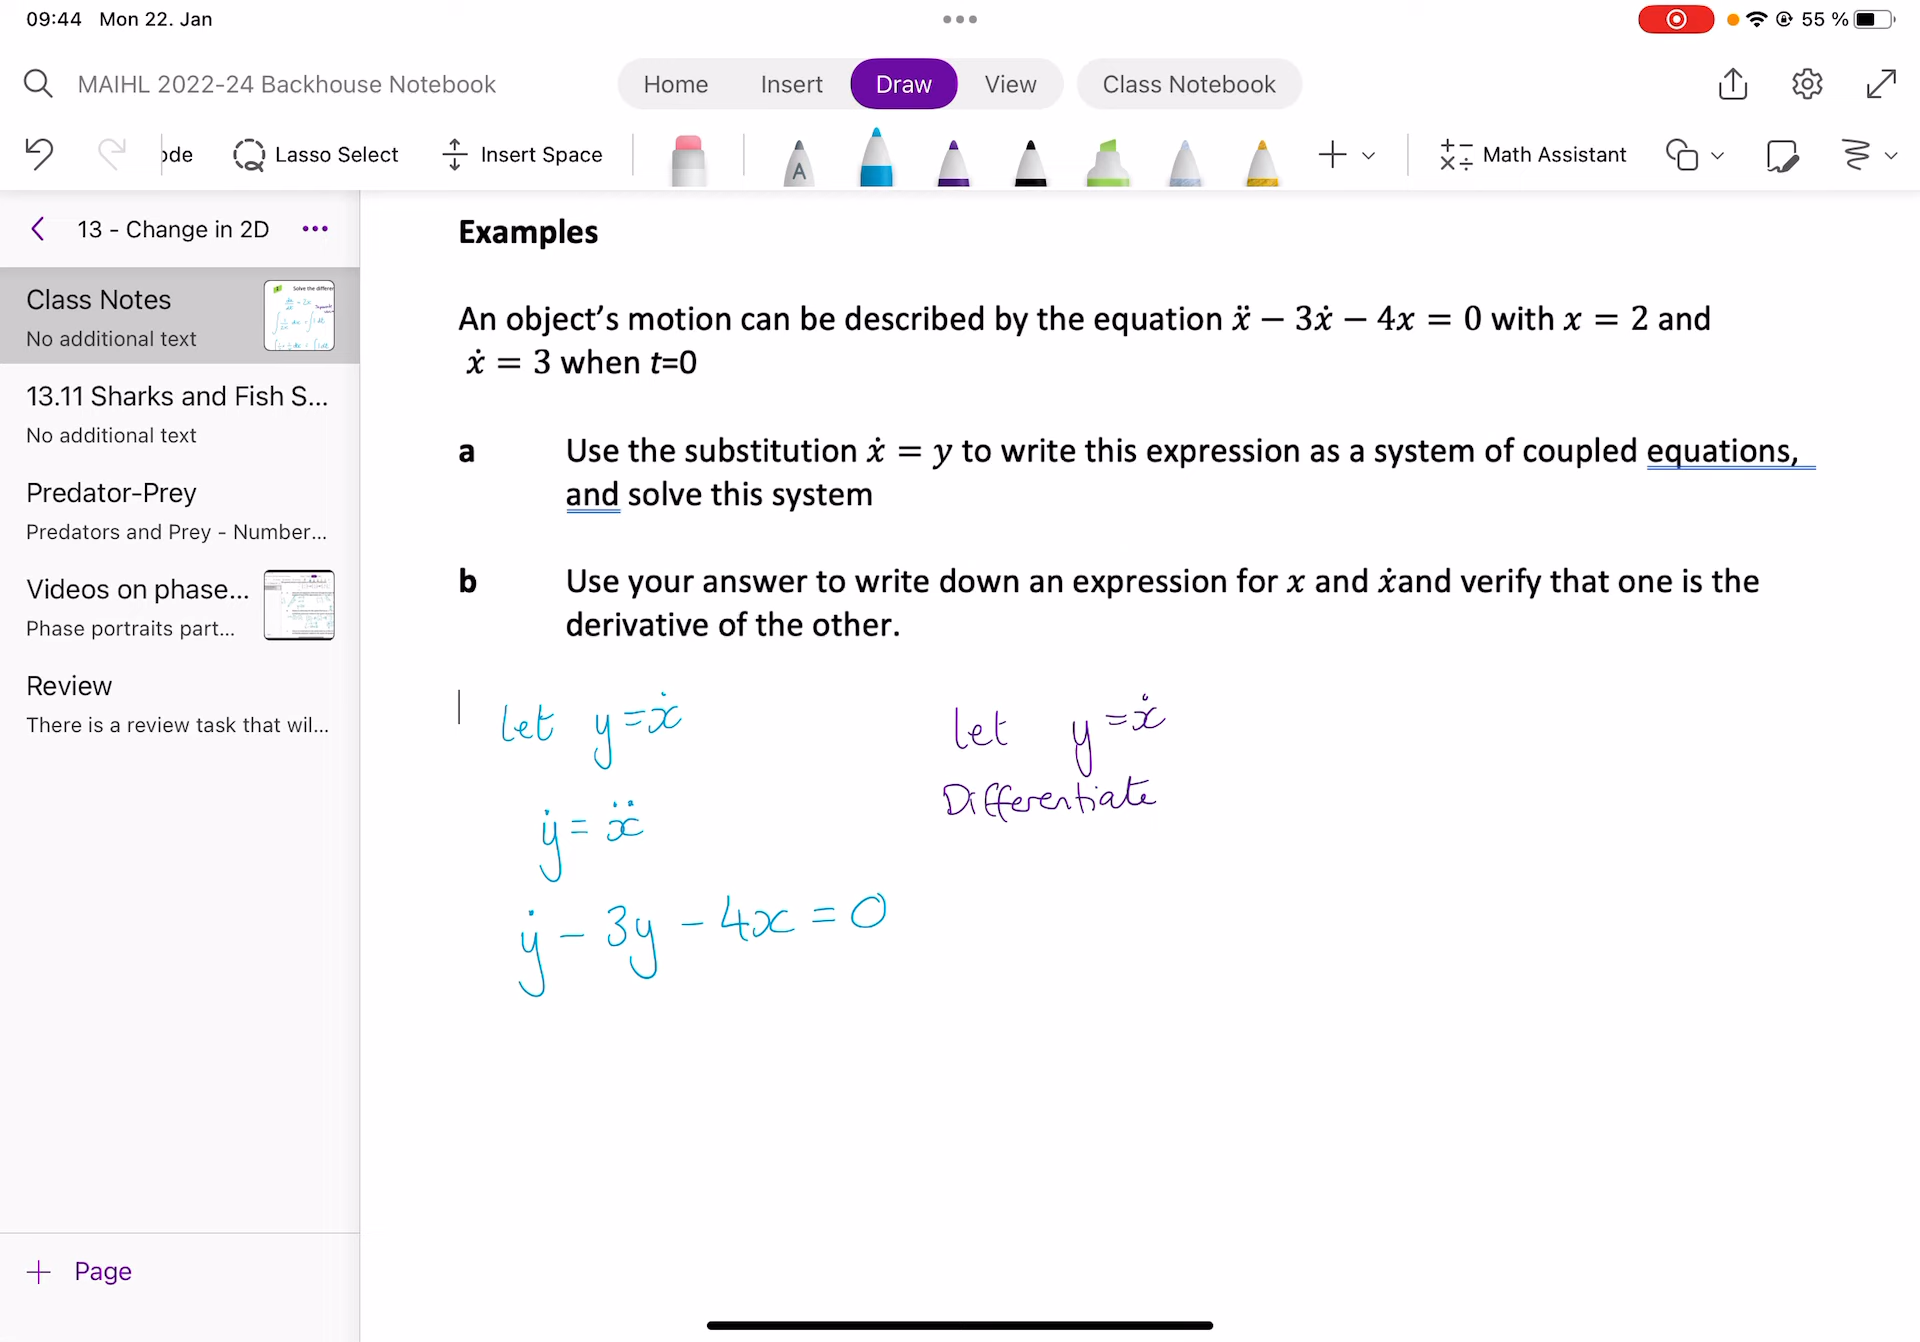 09:44 Mon 22. Jan
55 %
MAIHL 2022-24 Backhouse Notebook
Home Insert Draw View Class Notebook
ode Lasso Select Insert Space A Math Assistant
13 - Change in 2D
Class Notes
No additional text
13.11 Sharks and Fish S...
No additional text
Predator-Prey
Predators and Prey - Number...
Videos on phase...
Phase portraits part...
Review
There is a review task that wil...
+ Page
Examples
An object’s motion can be described by the equation ẍ − 3ẋ − 4x = 0 with x = 2 and
ẋ = 3 when t=0
a Use the substitution ẋ = y to write this expression as a system of coupled equations,
and solve this system
b Use your answer to write down an expression for x and ẋand verify that one is the
derivative of the other.
let y = ẋ
ẏ = ẍ
ẏ − 3y − 4x = 0
let y = ẋ
Differentiate